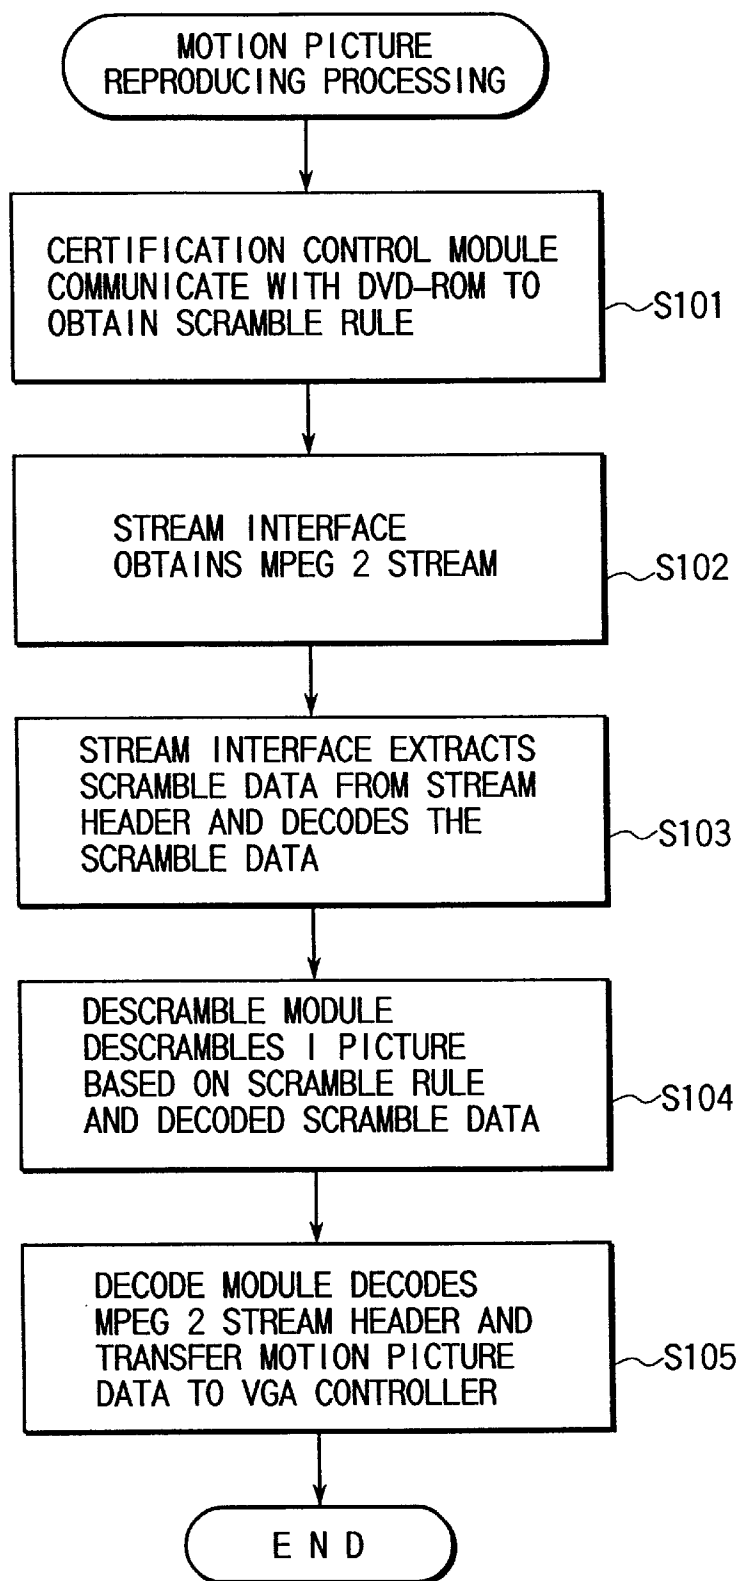 MOTION PICTURE
REPRODUCING PROCESSING
CERTIFICATION CONTROL MODULE
COMMUNICATE WITH DVD-ROM TO
OBTAIN SCRAMBLE RULE
S101
STREAM INTERFACE
OBTAINS MPEG 2 STREAM
S102
STREAM INTERFACE EXTRACTS
SCRAMBLE DATA FROM STREAM
HEADER AND DECODES THE
SCRAMBLE DATA
S103
DESCRAMBLE MODULE
DESCRAMBLES I PICTURE
BASED ON SCRAMBLE RULE
AND DECODED SCRAMBLE DATA
S104
DECODE MODULE DECODES
MPEG 2 STREAM HEADER AND
TRANSFER MOTION PICTURE
DATA TO VGA CONTROLLER
S105
END